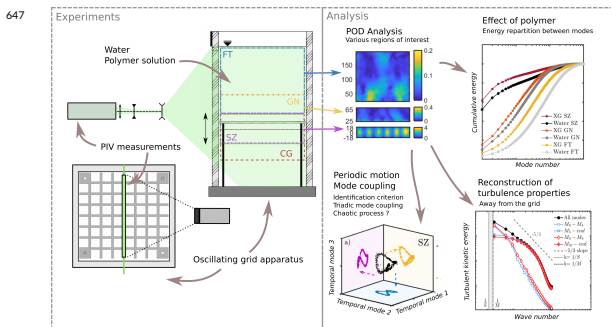 647
Experiments
Water
Polymer solution
FT
GN
SZ
CG
PIV measurements
Oscillating grid apparatus
Analysis
POD Analysis
Various regions of interest
150
100
50
65
25
18
-18
0.2
0
0.1
0
4
0
Periodic motion
Mode coupling
Identification criterion
Triadic mode coupling
Chaotic process ?
a)
SZ
Temporal mode 3
Temporal mode 2
Temporal mode 1
Effect of polymer
Energy repartition between modes
Cumulative energy
Mode number
XG SZ
Water SZ
XG GN
Water GN
XG FT
Water FT
Reconstruction of
turbulence properties
Away from the grid
Turbulent kinetic energy
Wave number
-5/3
All modes
−5/3 slope
k= 1/S
k= 1/M